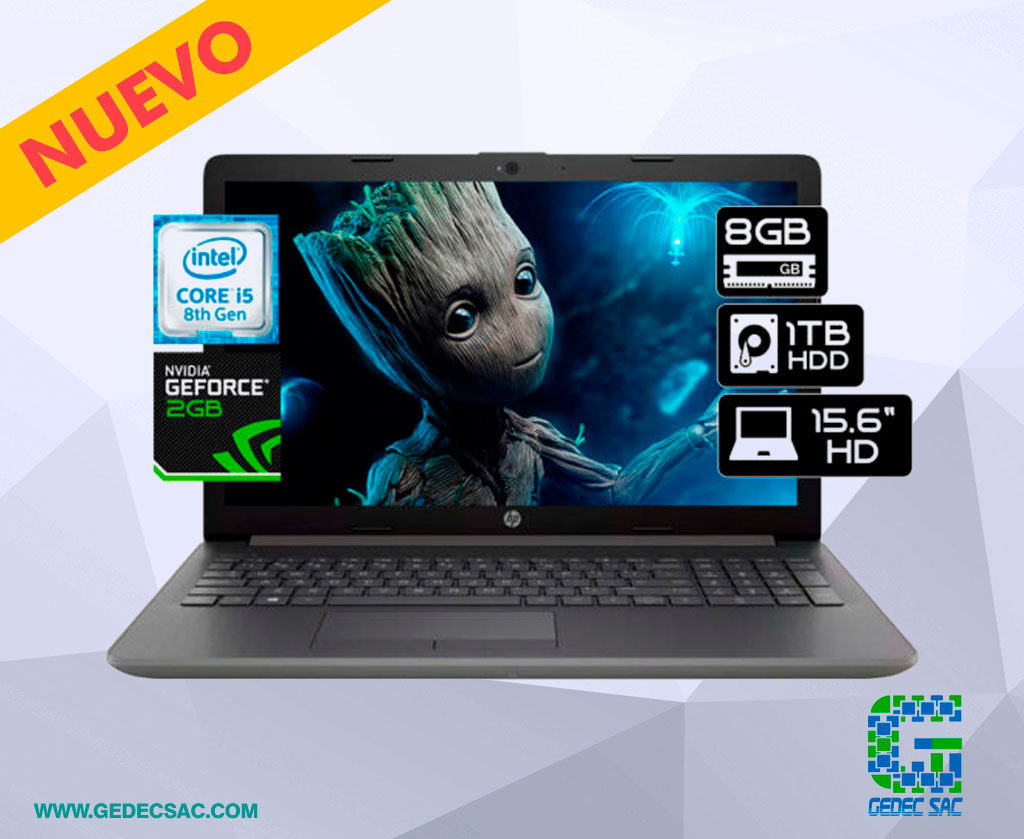 NUEVO
intel
CORE i5
8th Gen
NVIDIA
GEFORCE
2GB
8GB
GB
1TB
HDD
15.6"
HD
hp
WWW.GEDECSAC.COM
GEDEC SAC